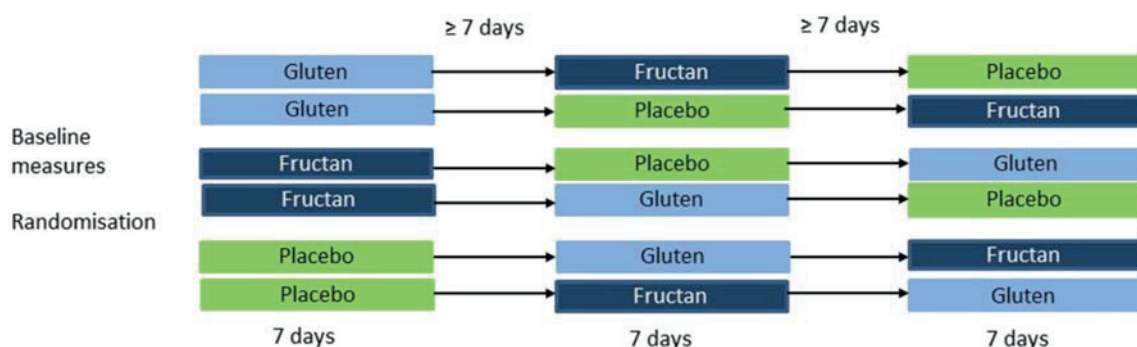 ≥ 7 days ≥ 7 days
Gluten Fructan Placebo
Gluten Placebo Fructan
Baseline
measures
Fructan Placebo Gluten
Fructan Gluten Placebo
Randomisation
Placebo Gluten Fructan
Placebo Fructan Gluten
7 days 7 days 7 days